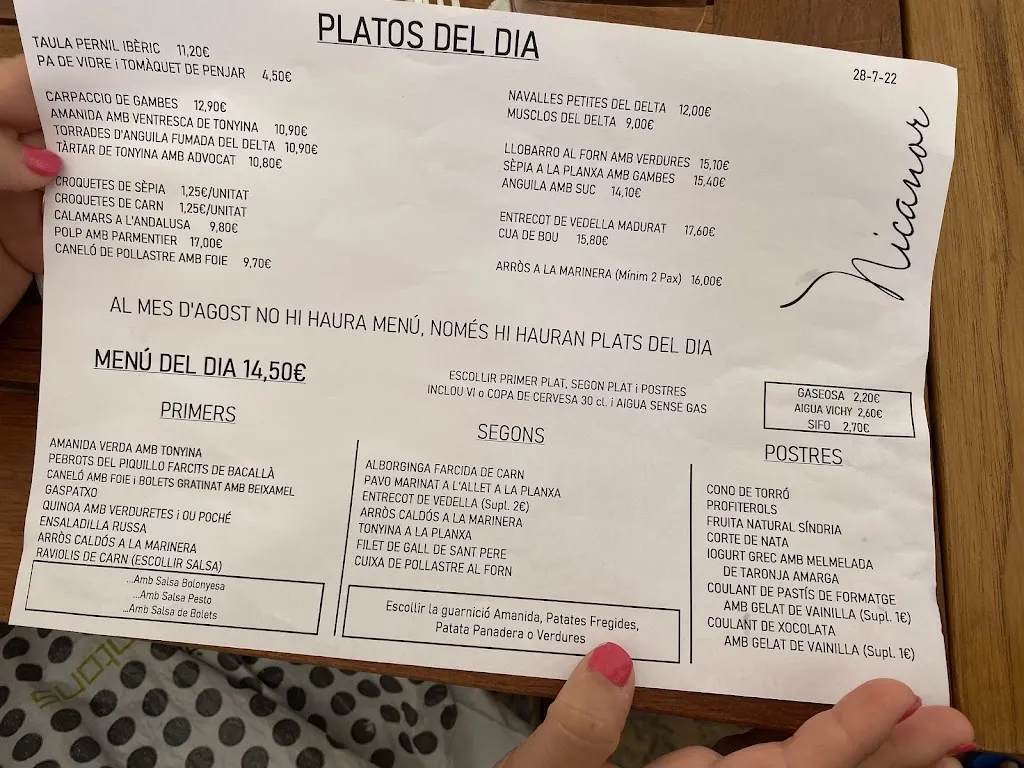 PLATOS DEL DIA
28-7-22
Nicanor
TAULA PERNIL IBÈRIC 11,20€
PA DE VIDRE i TOMÀQUET DE PENJAR 4,50€
CARPACCIO DE GAMBES 12,90€
AMANIDA AMB VENTRESCA DE TONYINA 10,90€
TORRADES D'ANGUILA FUMADA DEL DELTA 10,90€
TÀRTAR DE TONYINA AMB ADVOCAT 10,80€
CROQUETES DE SÈPIA 1,25€/UNITAT
CROQUETES DE CARN 1,25€/UNITAT
CALAMARS A L'ANDALUSA 9,80€
POLP AMB PARMENTIER 17,00€
CANELÓ DE POLLASTRE AMB FOIE 9,70€
NAVALLES PETITES DEL DELTA 12,00€
MUSCLOS DEL DELTA 9,00€
LLOBARRO AL FORN AMB VERDURES 15,10€
SÈPIA A LA PLANXA AMB GAMBES 15,40€
ANGUILA AMB SUC 14,10€
ENTRECOT DE VEDELLA MADURAT 17,60€
CUA DE BOU 15,80€
ARRÒS A LA MARINERA (Mínim 2 Pax) 16,00€
AL MES D'AGOST NO HI HAURA MENÚ, NOMÉS HI HAURAN PLATS DEL DIA
MENÚ DEL DIA 14,50€
ESCOLLIR PRIMER PLAT, SEGON PLAT i POSTRES
INCLOU VI o COPA DE CERVESA 30 cl. i AIGUA SENSE GAS
GASEOSA 2,20€
AIGUA VICHY 2,60€
SIFO 2,70€
PRIMERS
AMANIDA VERDA AMB TONYINA
PEBROTS DEL PIQUILLO FARCITS DE BACALLÀ
CANELÓ AMB FOIE i BOLETS GRATINAT AMB BEIXAMEL
GASPATXO
QUINOA AMB VERDURETES i OU POCHÉ
ENSALADILLA RUSSA
ARRÒS CALDÓS A LA MARINERA
RAVIOLIS DE CARN (ESCOLLIR SALSA)
...Amb Salsa Bolonyesa
...Amb Salsa Pesto
...Amb Salsa de Bolets
SEGONS
ALBORGINGA FARCIDA DE CARN
PAVO MARINAT A L'ALLET A LA PLANXA
ENTRECOT DE VEDELLA (Supl. 2€)
ARRÒS CALDÓS A LA MARINERA
TONYINA A LA PLANXA
FILET DE GALL DE SANT PERE
CUIXA DE POLLASTRE AL FORN
Escollir la guarnició Amanida, Patates Fregides,
Patata Panadera o Verdures
POSTRES
CONO DE TORRÓ
PROFITEROLS
FRUITA NATURAL SÍNDRIA
CORTE DE NATA
IOGURT GREC AMB MELMELADA
DE TARONJA AMARGA
COULANT DE PASTÍS DE FORMATGE
AMB GELAT DE VAINILLA (Supl. 1€)
COULANT DE XOCOLATA
AMB GELAT DE VAINILLA (Supl. 1€)